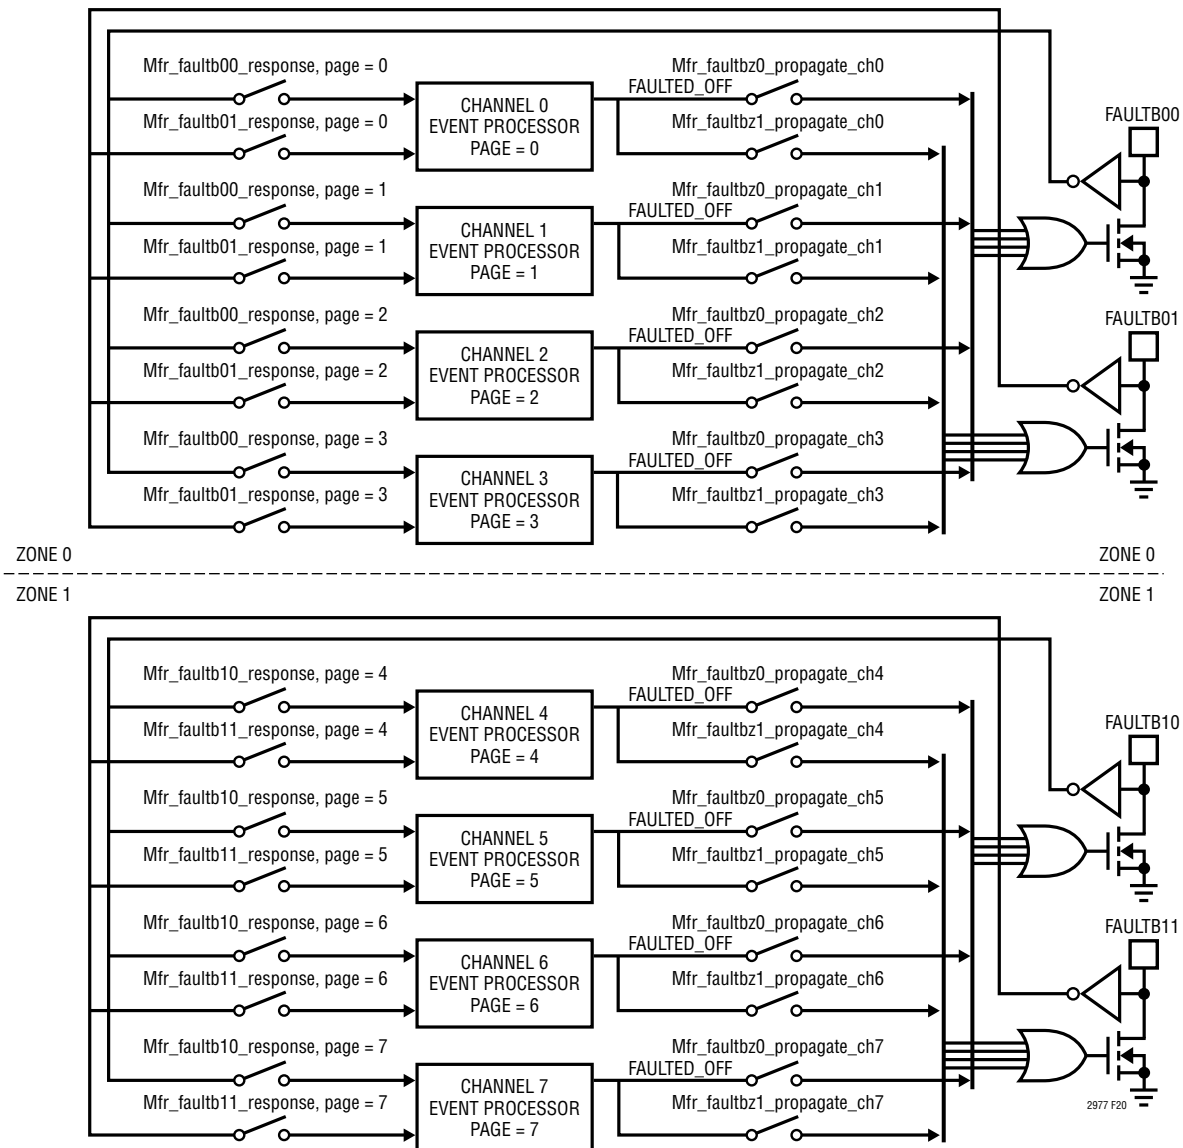 Mfr_faultb00_response, page = 0
Mfr_faultbz0_propagate_ch0
FAULTED_OFF
CHANNEL 0
EVENT PROCESSOR
PAGE = 0
Mfr_faultb01_response, page = 0
Mfr_faultbz1_propagate_ch0
FAULTB00
Mfr_faultb00_response, page = 1
Mfr_faultbz0_propagate_ch1
FAULTED_OFF
CHANNEL 1
EVENT PROCESSOR
PAGE = 1
Mfr_faultb01_response, page = 1
Mfr_faultbz1_propagate_ch1
Mfr_faultb00_response, page = 2
Mfr_faultbz0_propagate_ch2
FAULTED_OFF
CHANNEL 2
EVENT PROCESSOR
PAGE = 2
Mfr_faultb01_response, page = 2
Mfr_faultbz1_propagate_ch2
FAULTB01
Mfr_faultb00_response, page = 3
Mfr_faultbz0_propagate_ch3
FAULTED_OFF
CHANNEL 3
EVENT PROCESSOR
PAGE = 3
Mfr_faultb01_response, page = 3
Mfr_faultbz1_propagate_ch3
ZONE 0
ZONE 0
ZONE 1
ZONE 1
Mfr_faultb10_response, page = 4
Mfr_faultbz0_propagate_ch4
FAULTED_OFF
CHANNEL 4
EVENT PROCESSOR
PAGE = 4
Mfr_faultb11_response, page = 4
Mfr_faultbz1_propagate_ch4
FAULTB10
Mfr_faultb10_response, page = 5
Mfr_faultbz0_propagate_ch5
FAULTED_OFF
CHANNEL 5
EVENT PROCESSOR
PAGE = 5
Mfr_faultb11_response, page = 5
Mfr_faultbz1_propagate_ch5
Mfr_faultb10_response, page = 6
Mfr_faultbz0_propagate_ch6
FAULTED_OFF
CHANNEL 6
EVENT PROCESSOR
PAGE = 6
Mfr_faultb11_response, page = 6
Mfr_faultbz1_propagate_ch6
FAULTB11
Mfr_faultb10_response, page = 7
Mfr_faultbz0_propagate_ch7
FAULTED_OFF
CHANNEL 7
EVENT PROCESSOR
PAGE = 7
Mfr_faultb11_response, page = 7
Mfr_faultbz1_propagate_ch7
2977 F20